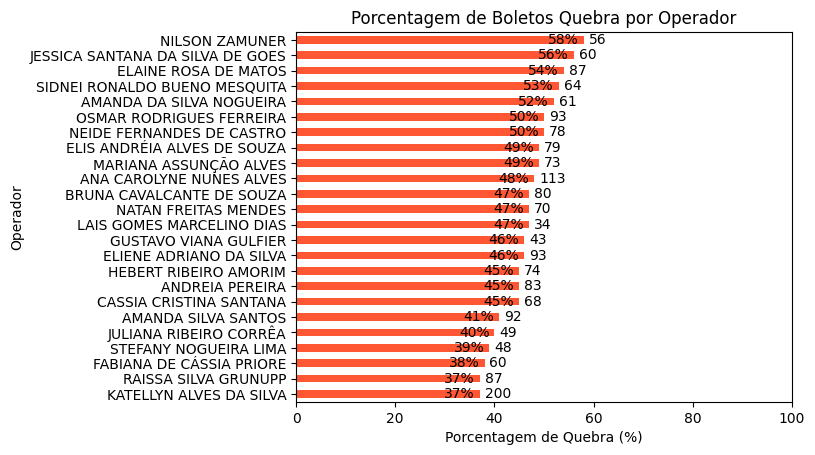 Porcentagem de Boletos Quebra por Operador
NILSON ZAMUNER 58% 56
JESSICA SANTANA DA SILVA DE GOES 56% 60
ELAINE ROSA DE MATOS 54% 87
SIDNEI RONALDO BUENO MESQUITA 53% 64
AMANDA DA SILVA NOGUEIRA 52% 61
OSMAR RODRIGUES FERREIRA 50% 93
NEIDE FERNANDES DE CASTRO 50% 78
ELIS ANDRÉIA ALVES DE SOUZA 49% 79
MARIANA ASSUNÇÃO ALVES 49% 73
ANA CAROLYNE NUNES ALVES 48% 113
BRUNA CAVALCANTE DE SOUZA 47% 80
NATAN FREITAS MENDES 47% 70
LAIS GOMES MARCELINO DIAS 47% 34
GUSTAVO VIANA GULFIER 46% 43
ELIENE ADRIANO DA SILVA 46% 93
HEBERT RIBEIRO AMORIM 45% 74
ANDREIA PEREIRA 45% 83
CASSIA CRISTINA SANTANA 45% 68
AMANDA SILVA SANTOS 41% 92
JULIANA RIBEIRO CORRÊA 40% 49
STEFANY NOGUEIRA LIMA 39% 48
FABIANA DE CÁSSIA PRIORE 38% 60
RAISSA SILVA GRUNUPP 37% 87
KATELLYN ALVES DA SILVA 37% 200
Operador
0 20 40 60 80 100
Porcentagem de Quebra (%)